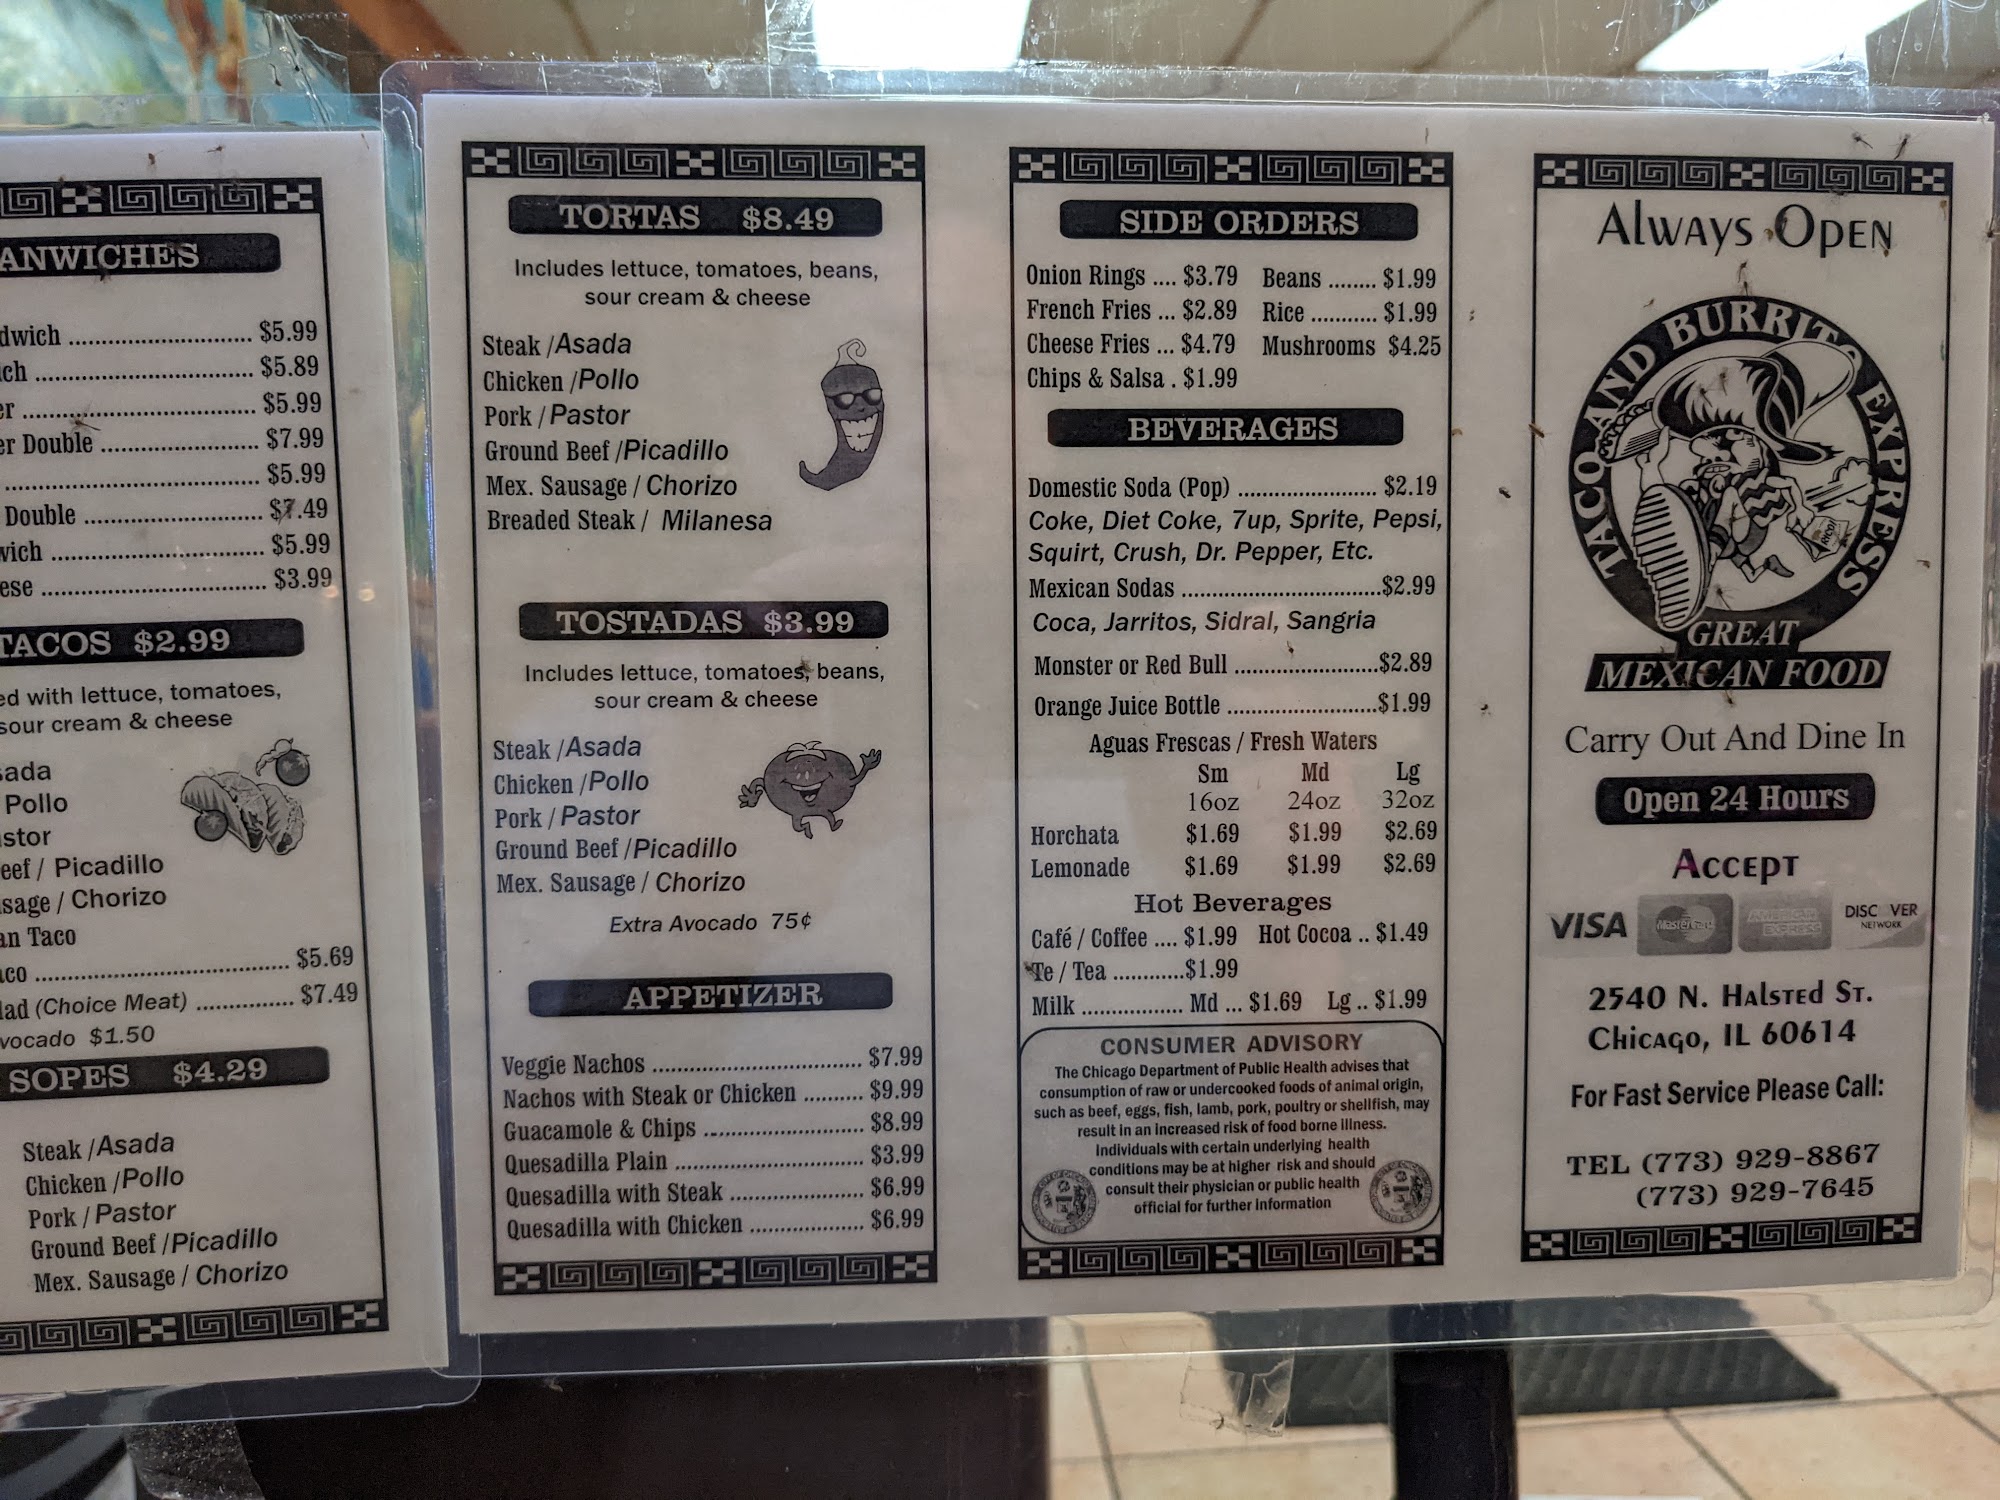 ANWICHES
dwich ............ $5.99
ch ............ $5.89
er ............ $5.99
er Double ............ $7.99
............ $5.99
Double ............ $7.49
wich ............ $5.99
ese ............ $3.99
TACOS $2.99
ed with lettuce, tomatoes,
sour cream & cheese
sada
Pollo
astor
eef / Picadillo
sage / Chorizo
an Taco
aco ............ $5.69
lad (Choice Meat) ............ $7.49
vocado $1.50
SOPES $4.29
Steak /Asada
Chicken /Pollo
Pork / Pastor
Ground Beef /Picadillo
Mex. Sausage / Chorizo
TORTAS $8.49
Includes lettuce, tomatoes, beans,
sour cream & cheese
Steak /Asada
Chicken /Pollo
Pork / Pastor
Ground Beef /Picadillo
Mex. Sausage / Chorizo
Breaded Steak / Milanesa
TOSTADAS $3.99
Includes lettuce, tomatoes, beans,
sour cream & cheese
Steak /Asada
Chicken /Pollo
Pork / Pastor
Ground Beef /Picadillo
Mex. Sausage / Chorizo
Extra Avocado 75¢
APPETIZER
Veggie Nachos ............ $7.99
Nachos with Steak or Chicken .......... $9.99
Guacamole & Chips ............ $8.99
Quesadilla Plain ............ $3.99
Quesadilla with Steak ............ $6.99
Quesadilla with Chicken ............ $6.99
SIDE ORDERS
Onion Rings .... $3.79 Beans ........ $1.99
French Fries ... $2.89 Rice ........... $1.99
Cheese Fries ... $4.79 Mushrooms $4.25
Chips & Salsa . $1.99
BEVERAGES
Domestic Soda (Pop) ............ $2.19
Coke, Diet Coke, 7up, Sprite, Pepsi,
Squirt, Crush, Dr. Pepper, Etc.
Mexican Sodas ............$2.99
Coca, Jarritos, Sidral, Sangria
Monster or Red Bull ............$2.89
Orange Juice Bottle ............$1.99
Aguas Frescas / Fresh Waters
Sm Md Lg
16oz 24oz 32oz
Horchata $1.69 $1.99 $2.69
Lemonade $1.69 $1.99 $2.69
Hot Beverages
Café / Coffee .... $1.99 Hot Cocoa .. $1.49
Te / Tea ............$1.99
Milk ............ Md ... $1.69 Lg .. $1.99
CONSUMER ADVISORY
The Chicago Department of Public Health advises that
consumption of raw or undercooked foods of animal origin,
such as beef, eggs, fish, lamb, pork, poultry or shellfish, may
result in an increased risk of food borne illness.
Individuals with certain underlying health
conditions may be at higher risk and should
consult their physician or public health
official for further information
Always Open
TACO AND BURRITO EXPRESS
RICO!
GREAT
MEXICAN FOOD
Carry Out And Dine In
Open 24 Hours
Accept
VISA MasterCard AMERICAN EXPRESS DISC VER NETWORK
2540 N. Halsted St.
Chicago, IL 60614
For Fast Service Please Call:
TEL (773) 929-8867
(773) 929-7645